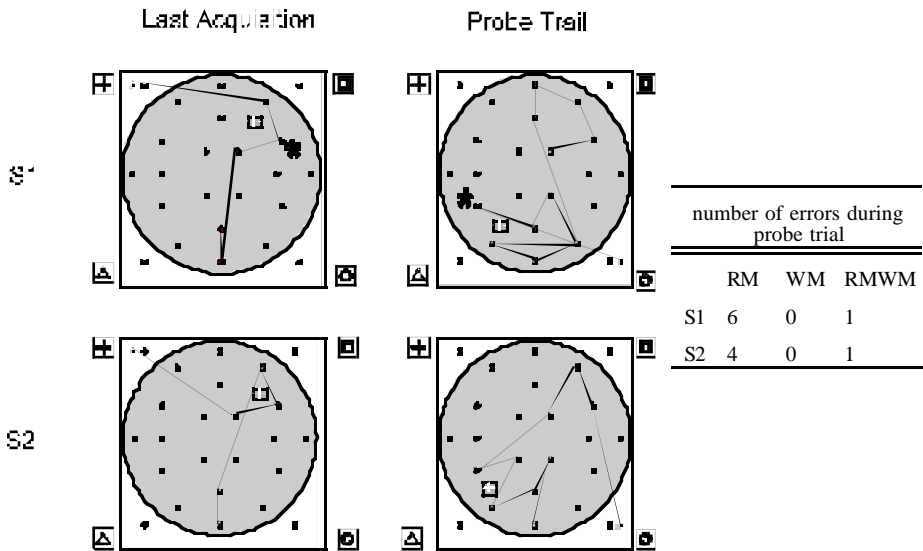 Last Acquisition
Probe Trail
S1
number of errors during
probe trial
RM WM RMWM
S1 6 0 1
S2 4 0 1
S2